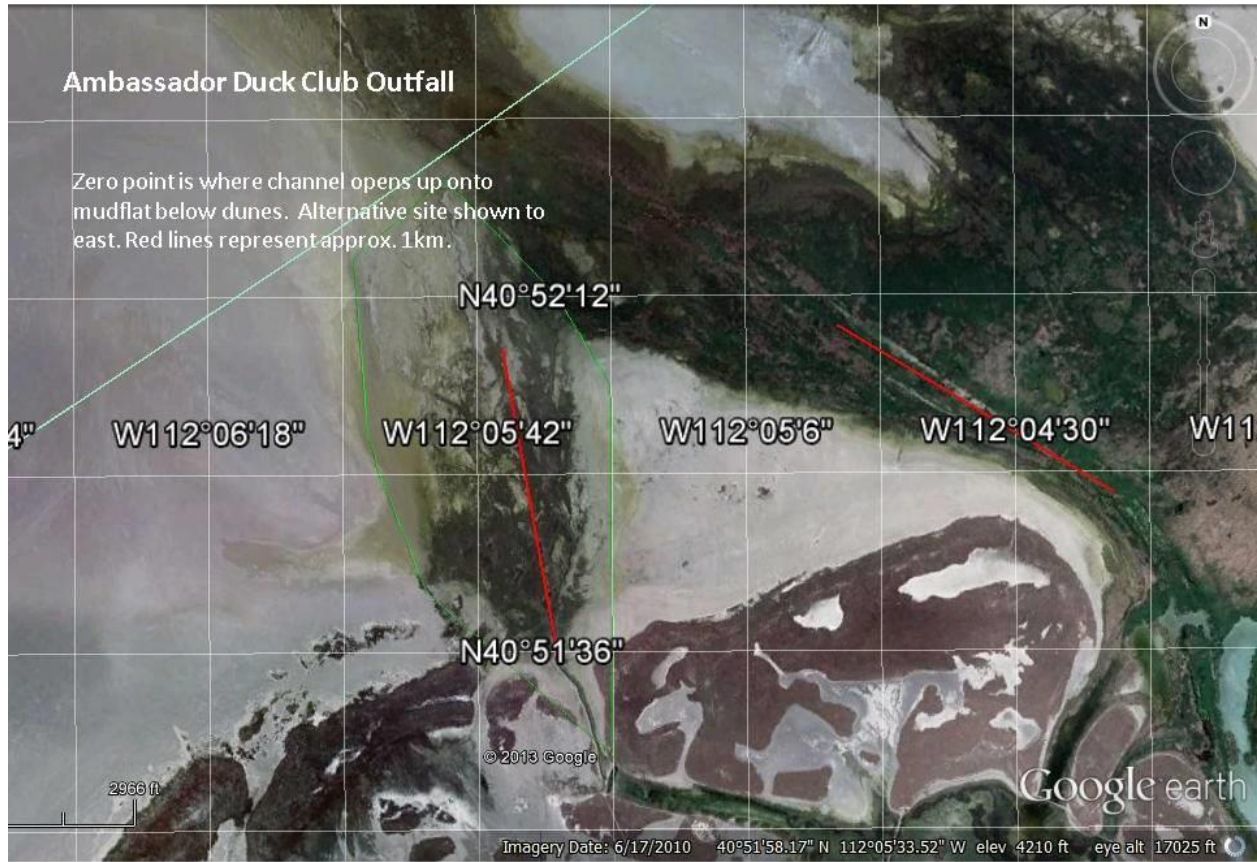 N
Ambassador Duck Club Outfall
Zero point is where channel opens up onto
mudflat below dunes.  Alternative site shown to
east. Red lines represent approx. 1km.
N40°52'12"
4"
W112°06'18"
W112°05'42"
W112°05'6"
W112°04'30"
W11
N40°51'36"
© 2013 Google
2966 ft
Google earth
Imagery Date: 6/17/2010   40°51'58.17" N  112°05'33.52" W  elev  4210 ft   eye alt  17025 ft